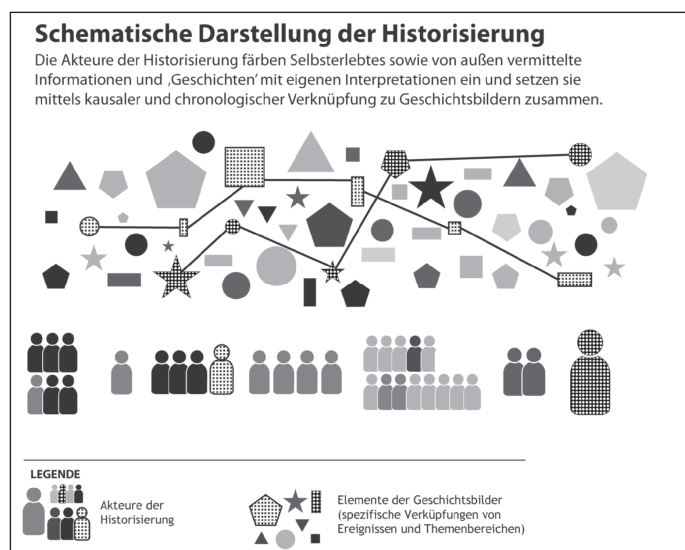 Schematische Darstellung der Historisierung
Die Akteure der Historisierung färben Selbsterlebtes sowie von außen vermittelte
Informationen und ‚Geschichten‘ mit eigenen Interpretationen ein und setzen sie
mittels kausaler und chronologischer Verknüpfung zu Geschichtsbildern zusammen.
LEGENDE
Akteure der
Historisierung
Elemente der Geschichtsbilder
(spezifische Verküpfungen von
Ereignissen und Themenbereichen)